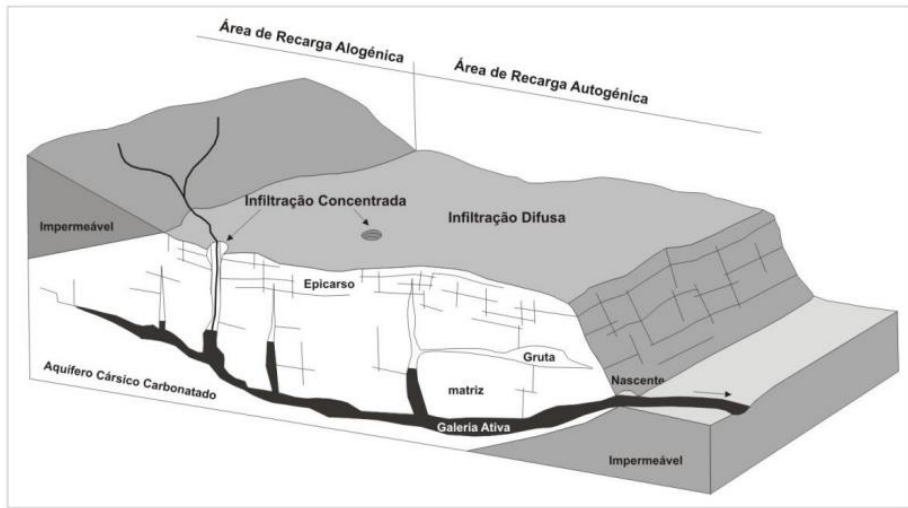 Área de Recarga Alogénica
Área de Recarga Autogénica
Infiltração Concentrada
Infiltração Difusa
Impermeável
Epicarso
Gruta
Aquífero Cársico Carbonatado
matriz
Nascente
Galeria Ativa
Impermeável